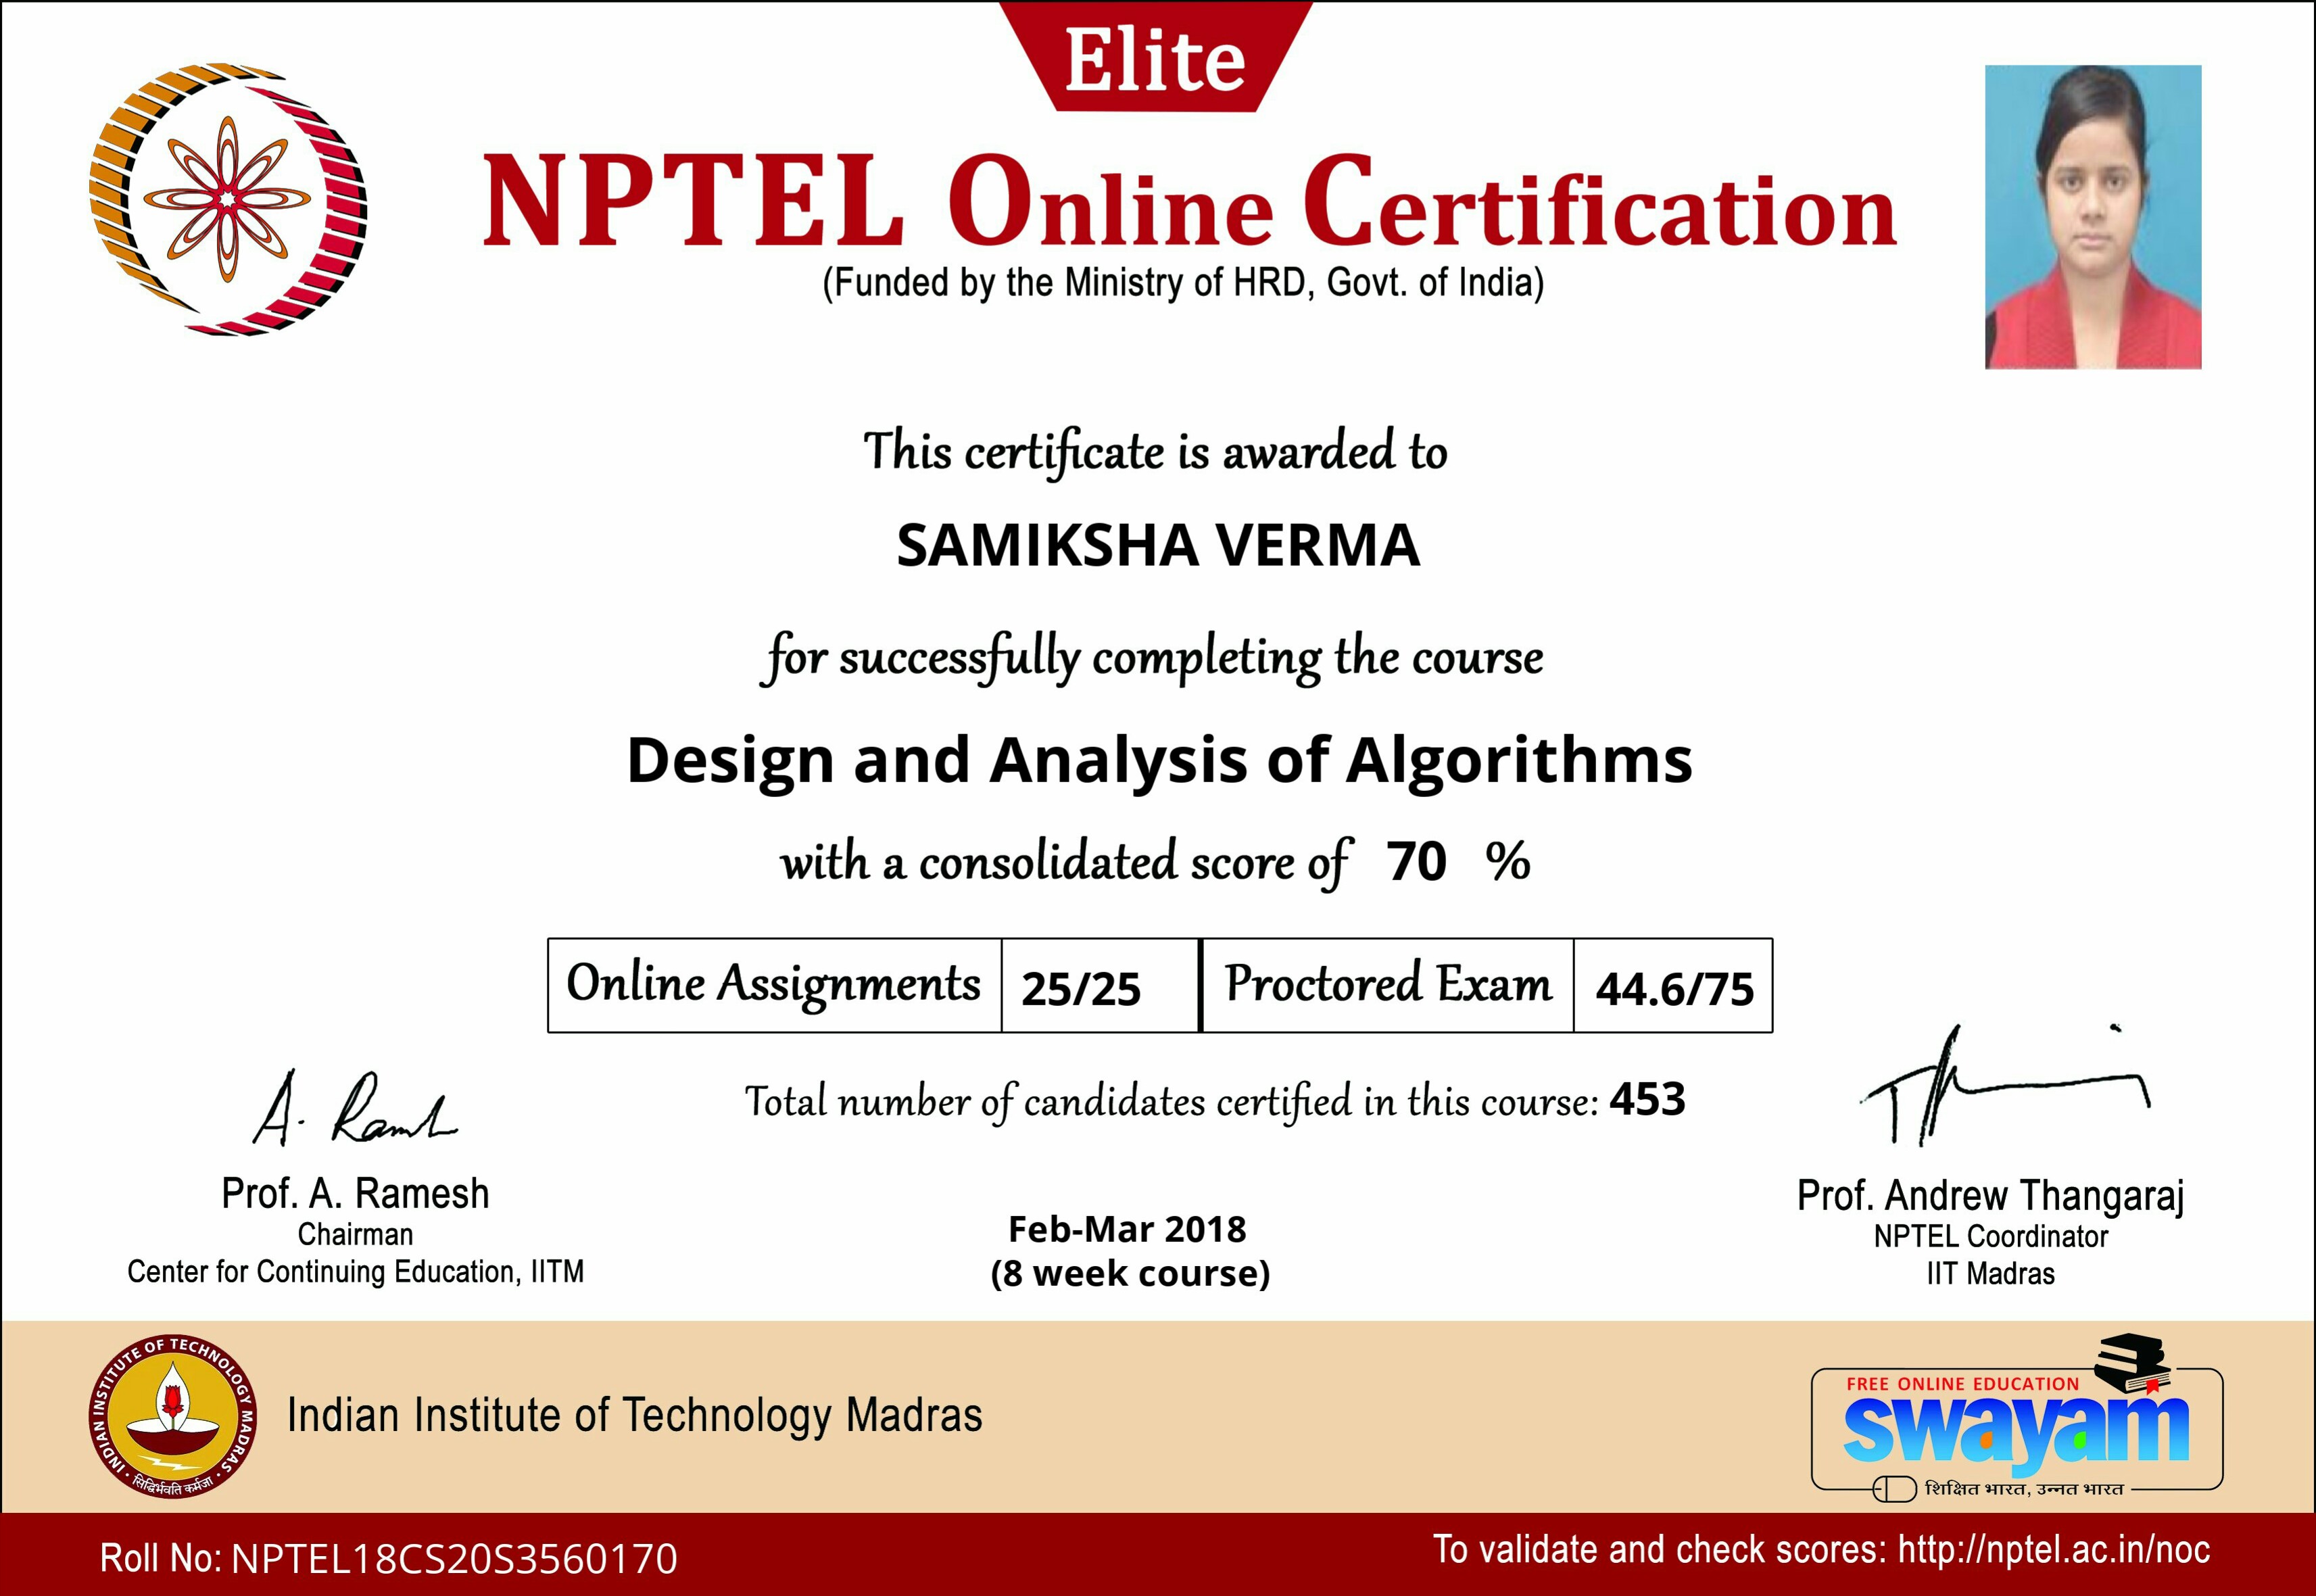 Elite
NPTEL Online Certification
(Funded by the Ministry of HRD, Govt. of India)
This certificate is awarded to
SAMIKSHA VERMA
for successfully completing the course
Design and Analysis of Algorithms
with a consolidated score of 70 %
Online Assignments 25/25 Proctored Exam 44.6/75
Total number of candidates certified in this course: 453
A. Ramesh
Prof. A. Ramesh
Chairman
Center for Continuing Education, IITM
Feb-Mar 2018
(8 week course)
Prof. Andrew Thangaraj
NPTEL Coordinator
IIT Madras
INDIAN INSTITUTE OF TECHNOLOGY MADRAS
सिद्धिर्भवति कर्मजा
Indian Institute of Technology Madras
FREE ONLINE EDUCATION
swayam
शिक्षित भारत, उन्नत भारत
Roll No: NPTEL18CS20S3560170
To validate and check scores: http://nptel.ac.in/noc